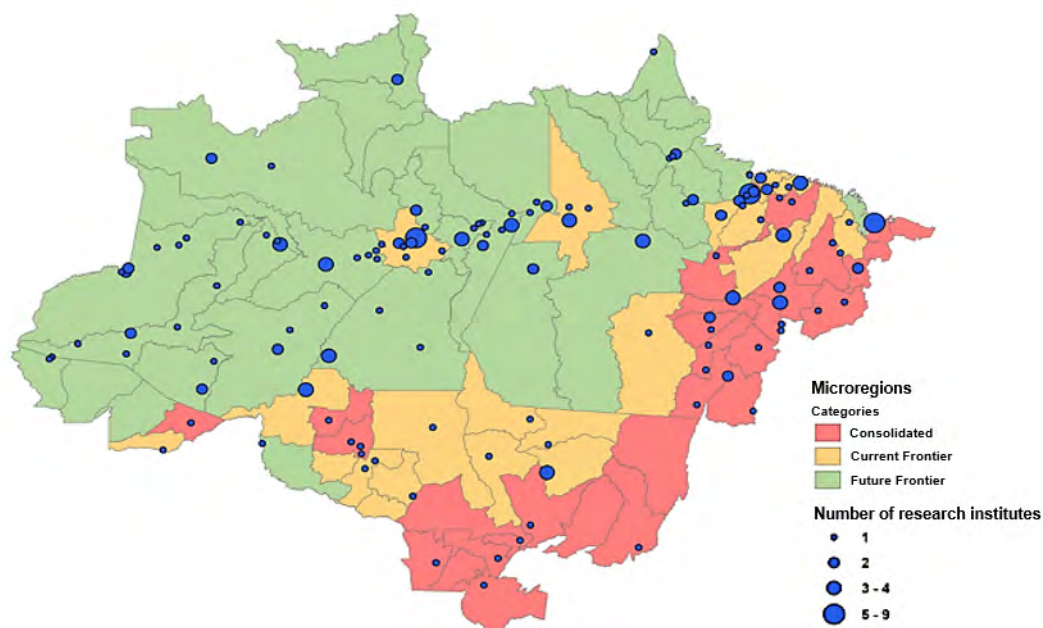 Microregions
Categories
Consolidated
Current Frontier
Future Frontier
Number of research institutes
1
2
3 - 4
5 - 9